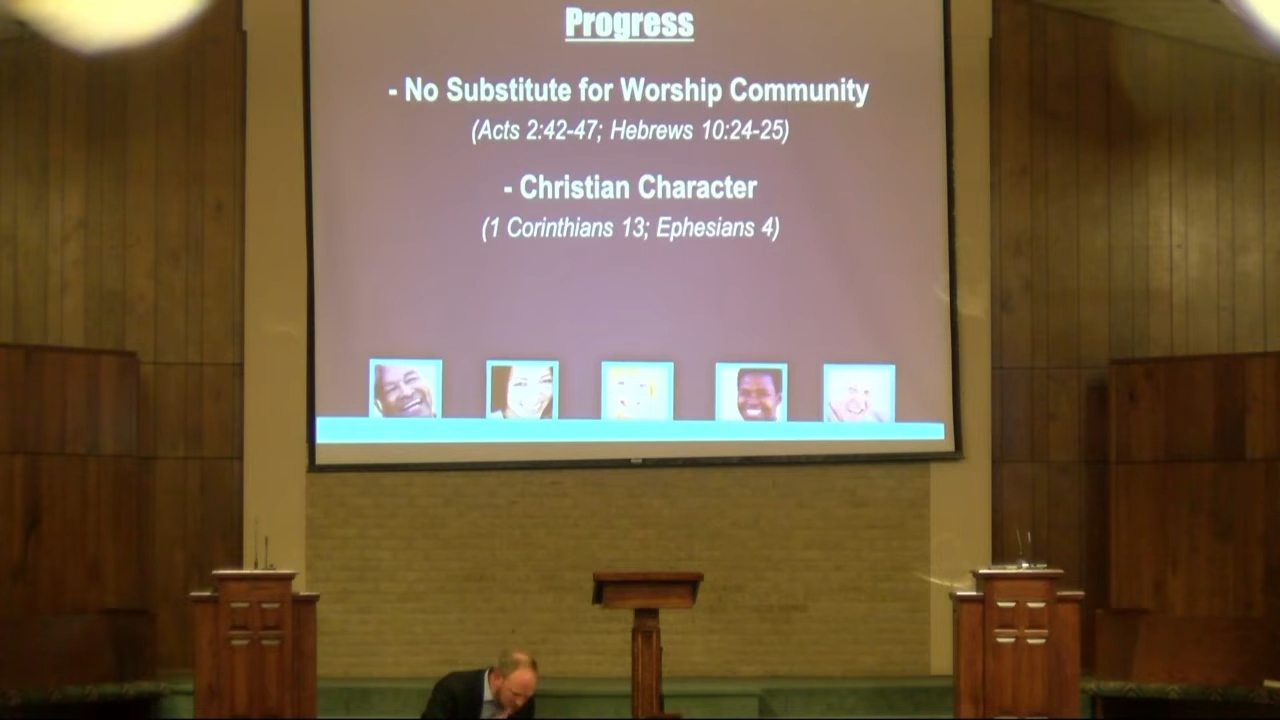 Progress
- No Substitute for Worship Community
(Acts 2:42-47; Hebrews 10:24-25)
- Christian Character
(1 Corinthians 13; Ephesians 4)